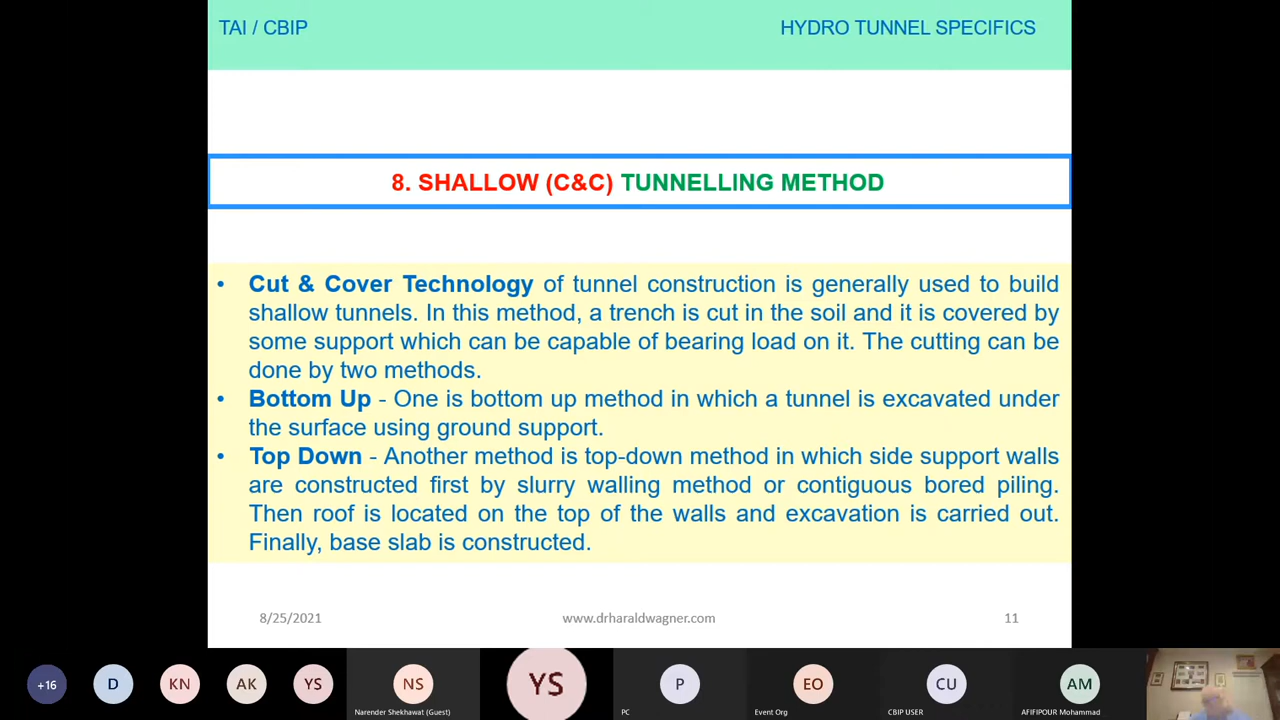 TAI / CBIP
HYDRO TUNNEL SPECIFICS
8. SHALLOW (C&C) TUNNELLING METHOD
• Cut & Cover Technology of tunnel construction is generally used to build
shallow tunnels. In this method, a trench is cut in the soil and it is covered by
some support which can be capable of bearing load on it. The cutting can be
done by two methods.
• Bottom Up - One is bottom up method in which a tunnel is excavated under
the surface using ground support.
• Top Down - Another method is top-down method in which side support walls
are constructed first by slurry walling method or contiguous bored piling.
Then roof is located on the top of the walls and excavation is carried out.
Finally, base slab is constructed.
8/25/2021
www.drharaldwagner.com
11
+16
D
KN
AK
YS
NS
Narender Shekhawat (Guest)
YS
P
PC
EO
Event Org
CU
CBIP USER
AM
AFIFIPOUR Mohammad